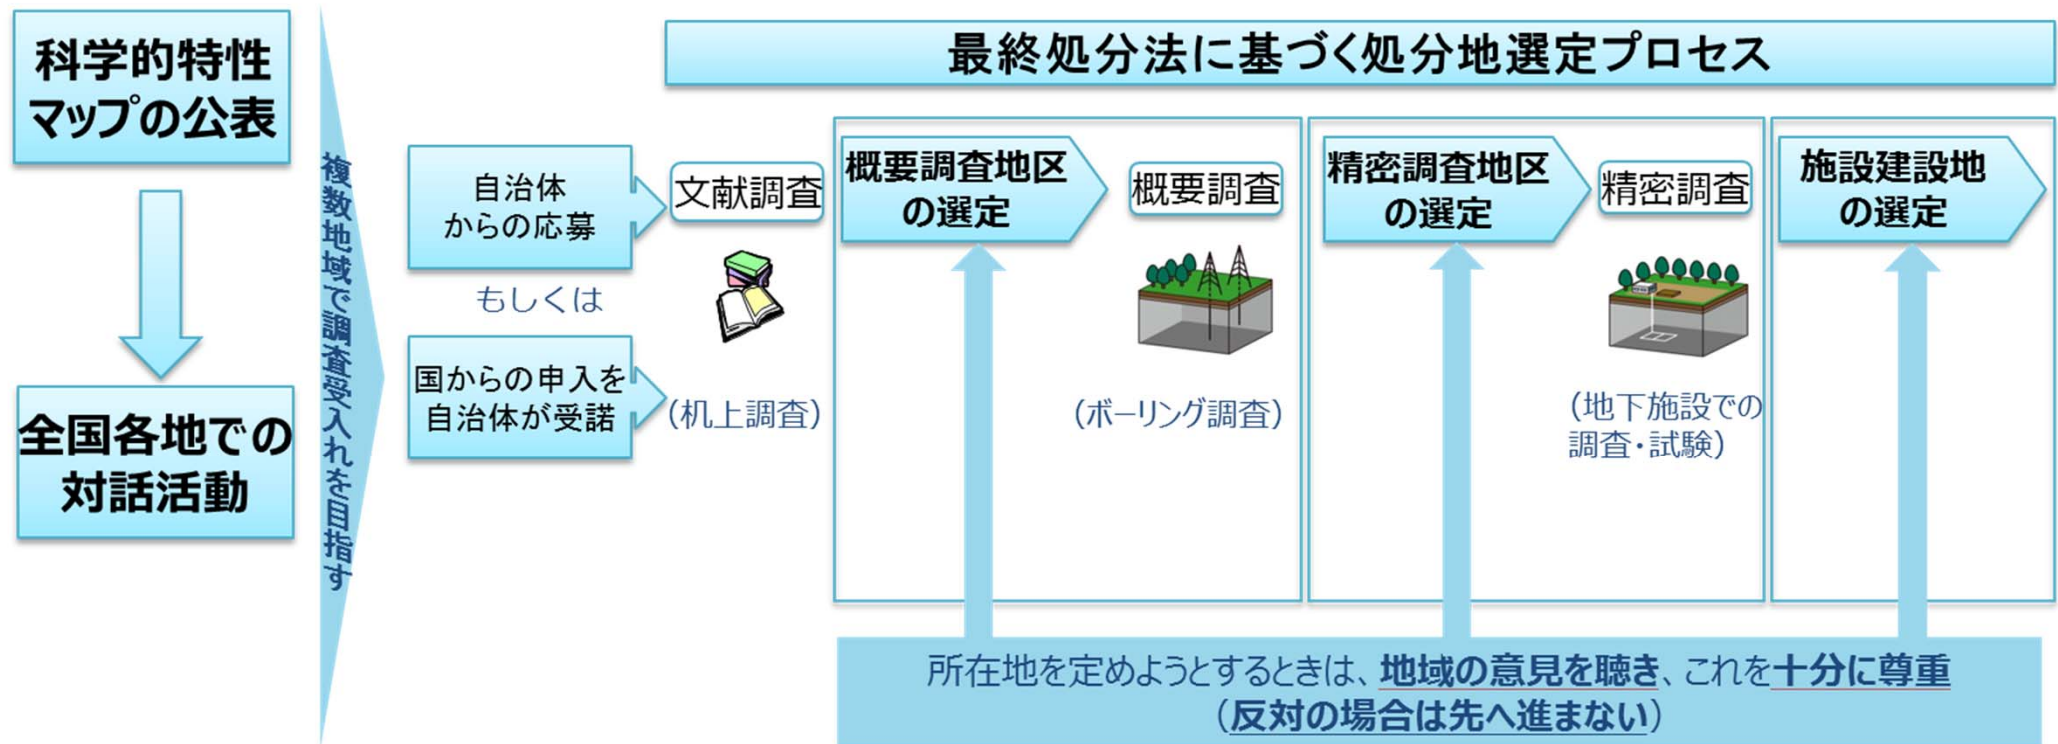 科学的特性
マップの公表
全国各地での
対話活動
複数地域で調査受入れを目指す
最終処分法に基づく処分地選定プロセス
自治体
からの応募
もしくは
国からの申入を
自治体が受諾
文献調査
（机上調査）
概要調査地区
の選定
概要調査
（ボーリング調査）
精密調査地区
の選定
精密調査
（地下施設での
調査・試験）
施設建設地
の選定
所在地を定めようとするときは、地域の意見を聴き、これを十分に尊重
（反対の場合は先へ進まない）